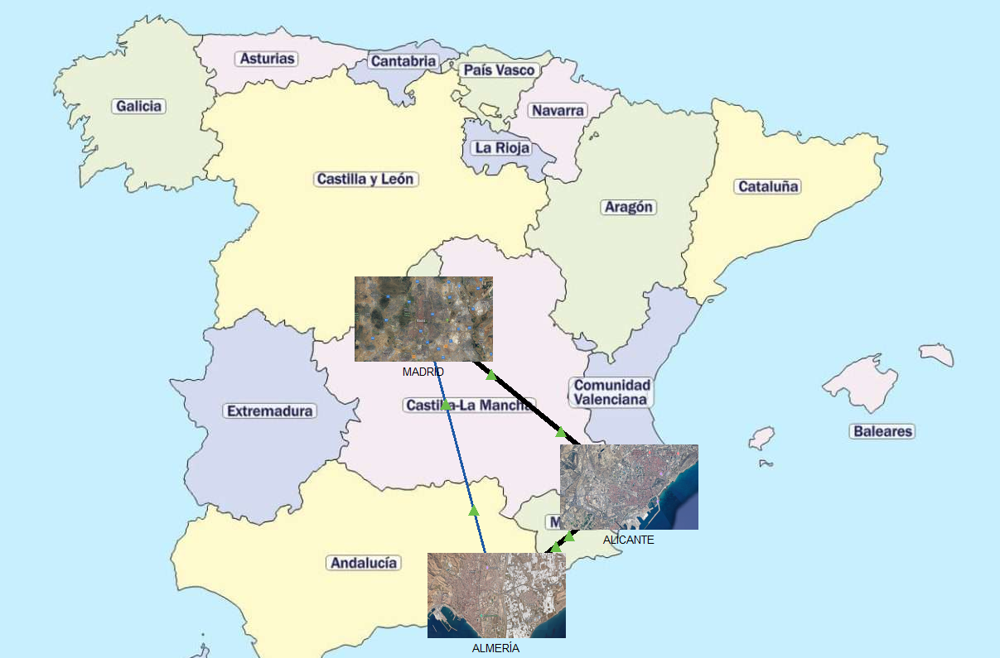 Asturias
Cantabria
País Vasco
Galicia
Navarra
La Rioja
Castilla y León
Cataluña
Aragón
MADRID
Comunidad
Valenciana
Castilla-La Mancha
Extremadura
Baleares
ALICANTE
Andalucía
ALMERÍA